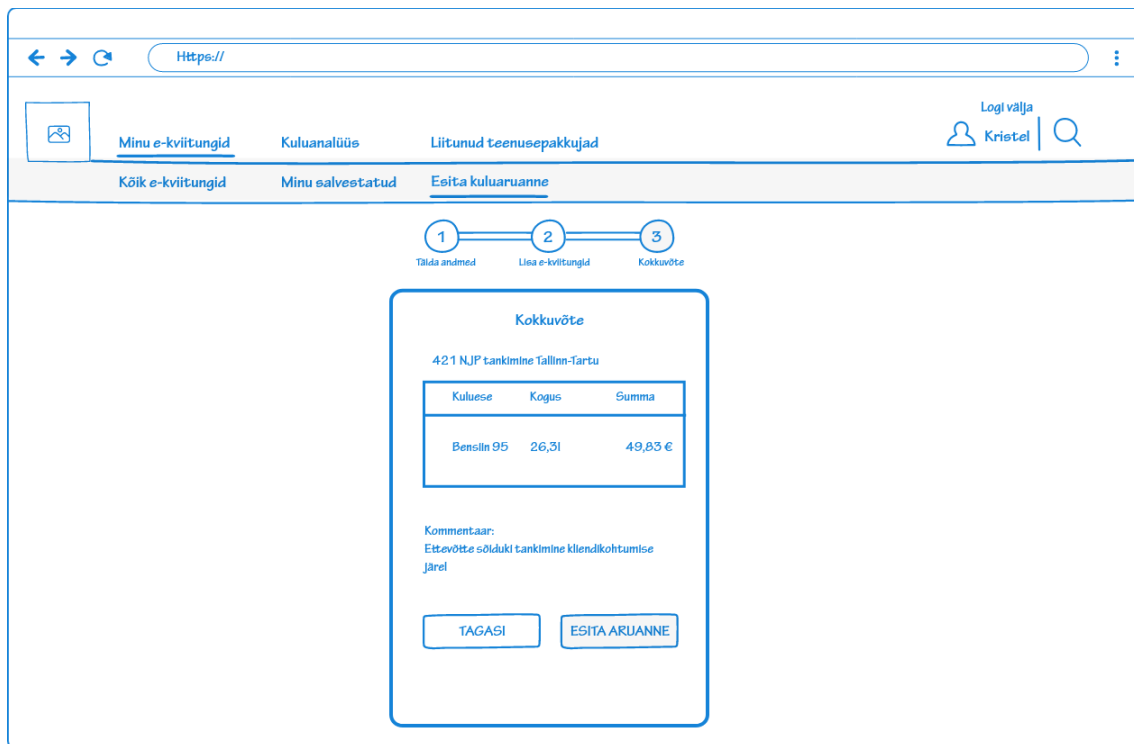 Https://
Logi välja
Kristel
Minu e-kviitungid Kuluanalüüs Liitunud teenusepakkujad
Kõik e-kviitungid Minu salvestatud Esita kuluaruanne
1 2 3
Täida andmed Lisa e-kviitungid Kokkuvõte
Kokkuvõte
421 NJP tankimine Tallinn-Tartu
Kuluese Kogus Summa
Bensiin 95 26,3l 49,83 €
Kommentaar:
Ettevõtte sõiduki tankimine kliendikohtumise
järel
TAGASI ESITA ARUANNE